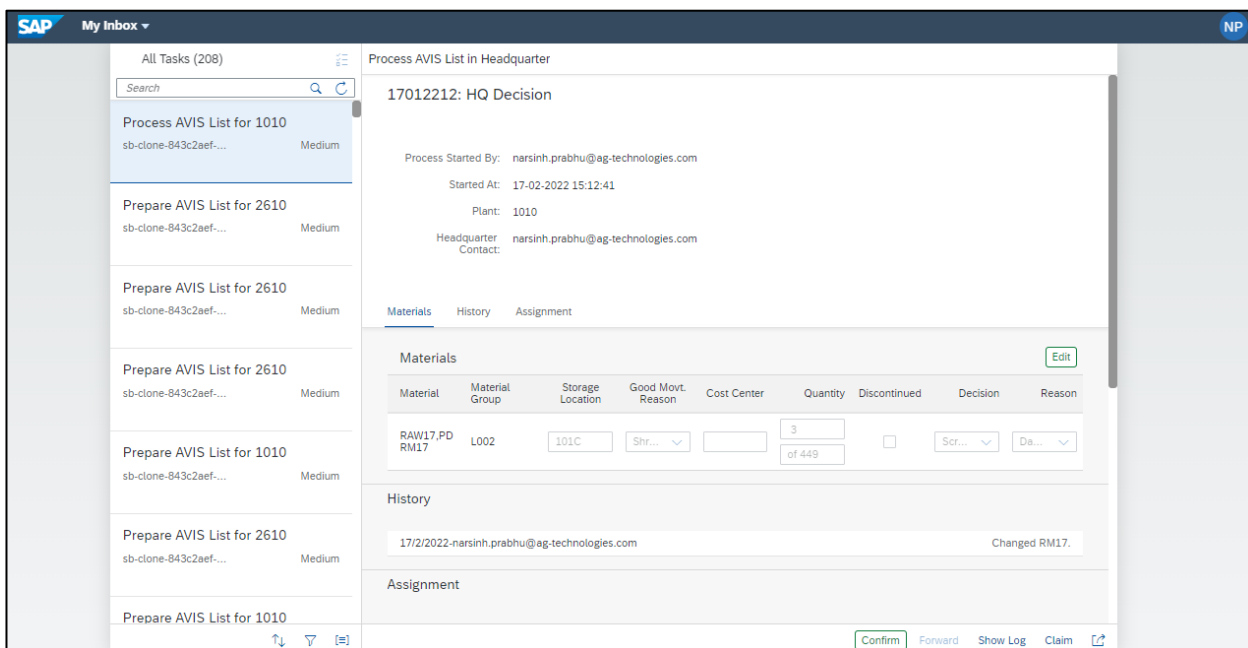 SAP My Inbox
NP
All Tasks (208)
Search
Process AVIS List for 1010
sb-clone-843c2aef-... Medium
Prepare AVIS List for 2610
sb-clone-843c2aef-... Medium
Prepare AVIS List for 2610
sb-clone-843c2aef-... Medium
Prepare AVIS List for 2610
sb-clone-843c2aef-... Medium
Prepare AVIS List for 1010
sb-clone-843c2aef-... Medium
Prepare AVIS List for 2610
sb-clone-843c2aef-... Medium
Prepare AVIS List for 1010
Process AVIS List in Headquarter
17012212: HQ Decision
Process Started By: narsinh.prabhu@ag-technologies.com
Started At: 17-02-2022 15:12:41
Plant: 1010
Headquarter
Contact: narsinh.prabhu@ag-technologies.com
Materials History Assignment
Materials Edit
Material Material Group Storage Location Good Movt. Reason Cost Center Quantity Discontinued Decision Reason
RAW17,PD
RM17 L002 101C Shr... 3 Scr... Da...
of 449
History
17/2/2022-narsinh.prabhu@ag-technologies.com Changed RM17.
Assignment
Confirm Forward Show Log Claim